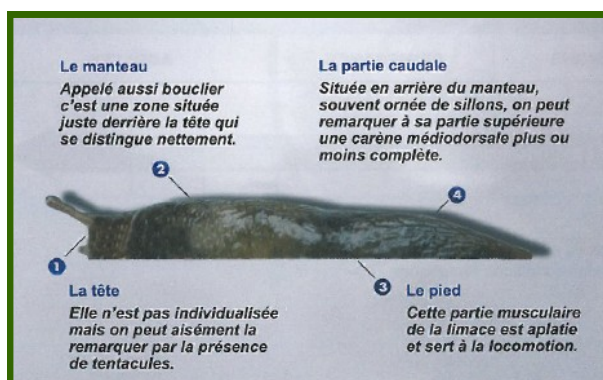 Le manteau
Appelé aussi bouclier
c'est une zone située
juste derrière la tête qui
se distingue nettement.
La partie caudale
Située en arrière du manteau,
souvent ornée de sillons, on peut
remarquer à sa partie supérieure
une carène médiodorsale plus ou
moins complète.
2
4
1
3
La tête
Elle n'est pas individualisée
mais on peut aisément la
remarquer par la présence
de tentacules.
Le pied
Cette partie musculaire
de la limace est aplatie
et sert à la locomotion.